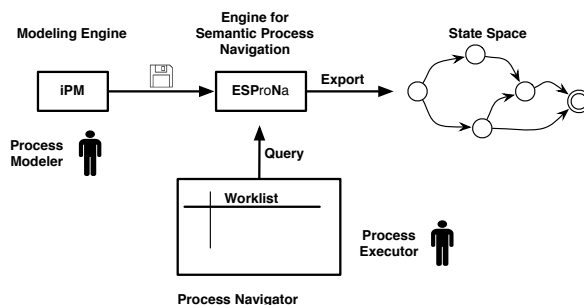 Modeling Engine
Engine for
Semantic Process
Navigation
State Space
iPM
ESProNa
Export
Process
Modeler
Query
Worklist
Process
Executor
Process Navigator